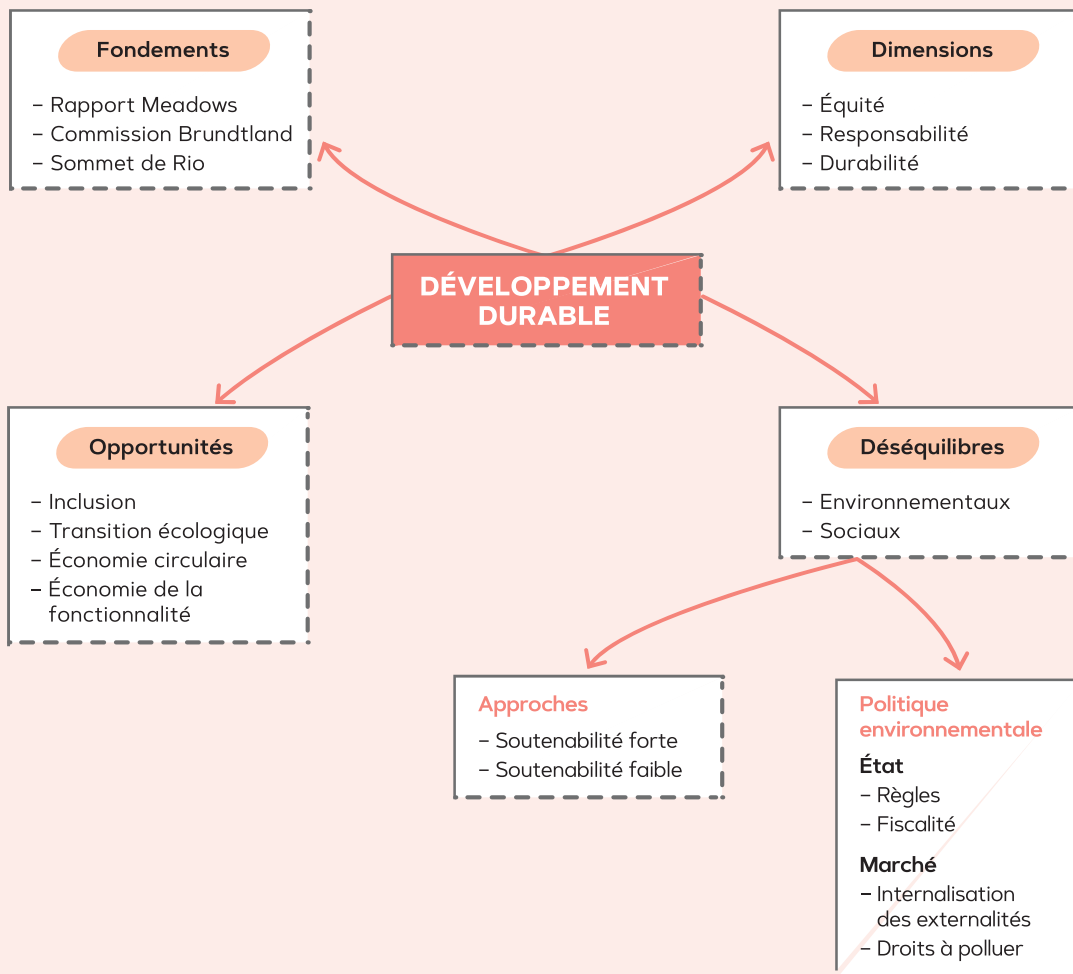 Fondements
– Rapport Meadows
– Commission Brundtland
– Sommet de Rio
Dimensions
– Équité
– Responsabilité
– Durabilité
DÉVELOPPEMENT
DURABLE
Opportunités
– Inclusion
– Transition écologique
– Économie circulaire
– Économie de la
fonctionnalité
Déséquilibres
– Environnementaux
– Sociaux
Approches
– Soutenabilité forte
– Soutenabilité faible
Politique
environnementale
État
– Règles
– Fiscalité
Marché
– Internalisation
des externalités
– Droits à polluer